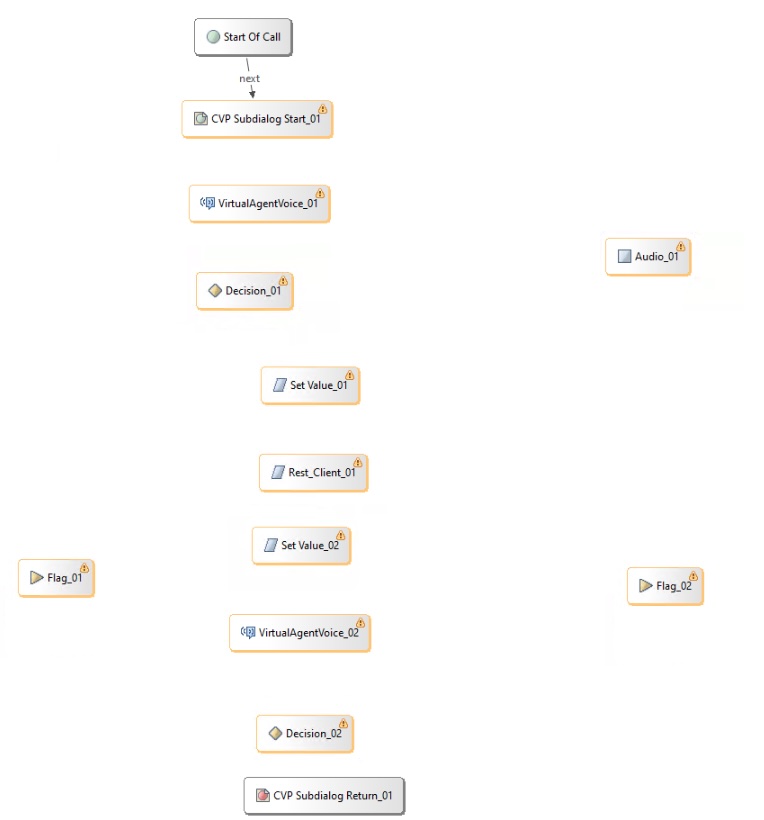 Start Of Call
next
CVP Subdialog Start_01
VirtualAgentVoice_01
Audio_01
Decision_01
Set Value_01
Rest_Client_01
Set Value_02
Flag_01
Flag_02
VirtualAgentVoice_02
Decision_02
CVP Subdialog Return_01